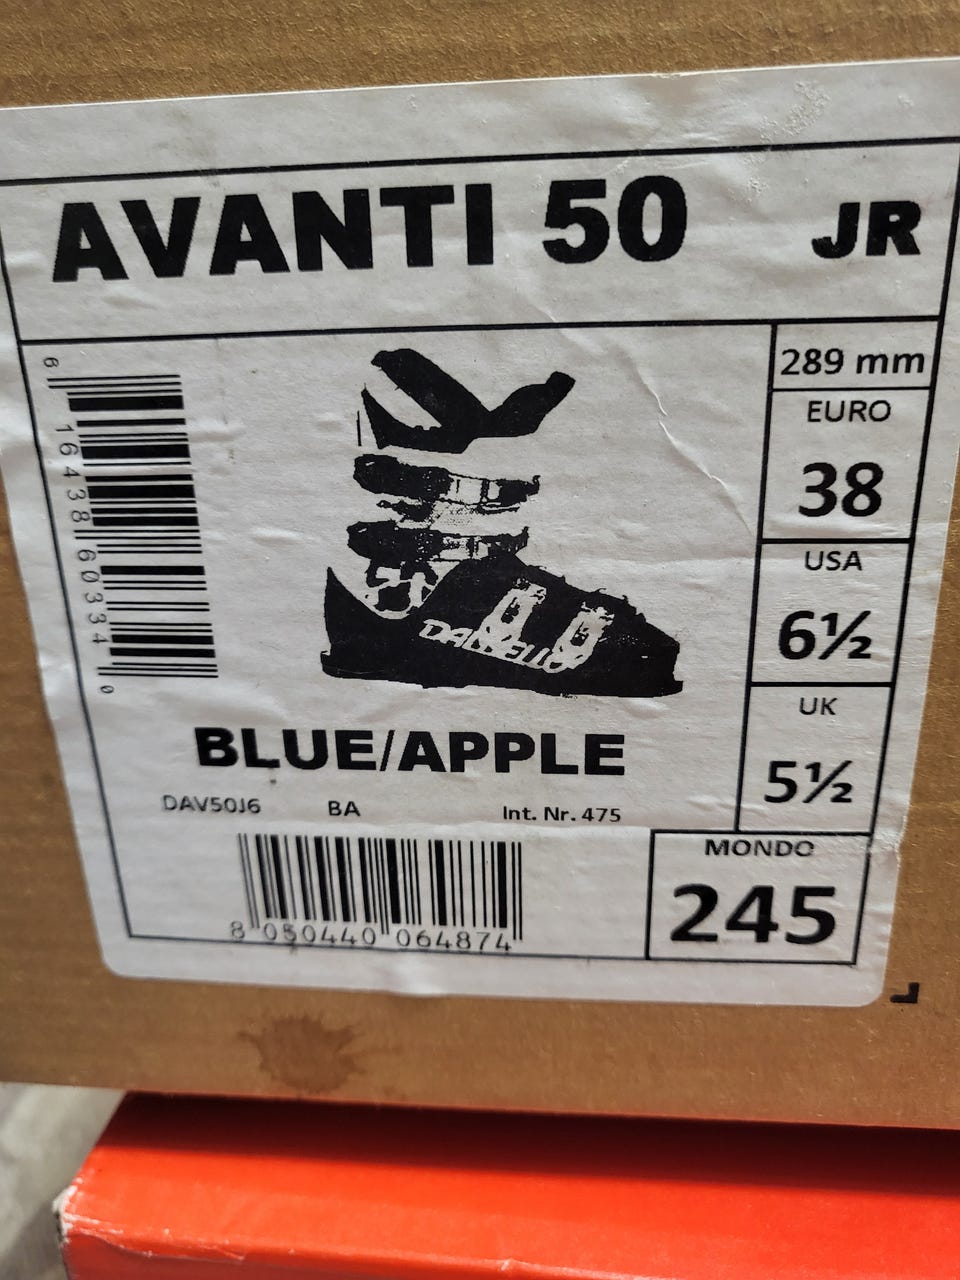 AVANTI 50 JR
289 mm
EURO
38
USA
6½
UK
5½
MONDO
245
6 16438 60334 0
DALBELLO
BLUE/APPLE
DAV50J6 BA Int. Nr. 475
8 050440 064874